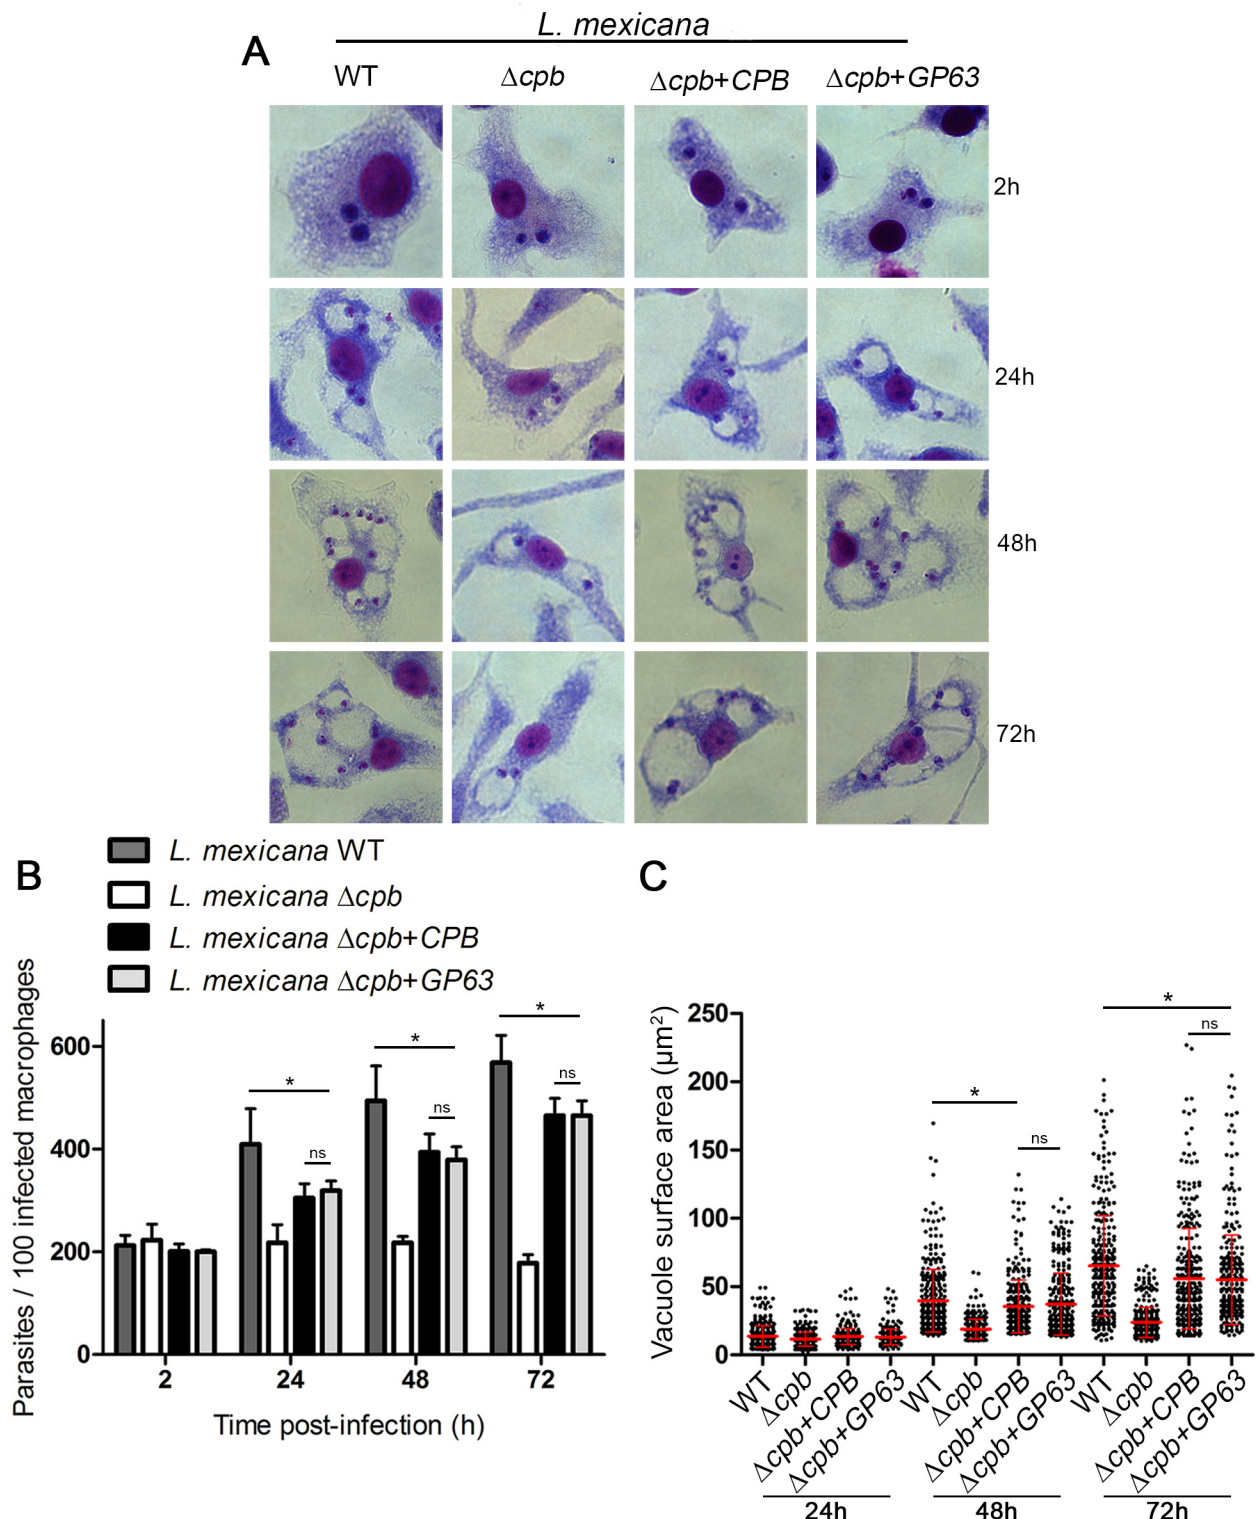 L. mexicana
A
WT
Δcpb
Δcpb+CPB
Δcpb+GP63
2h
24h
48h
72h
B
L. mexicana WT
L. mexicana Δcpb
L. mexicana Δcpb+CPB
L. mexicana Δcpb+GP63
Parasites / 100 infected macrophages
600
400
200
0
*
ns
*
ns
*
ns
2
24
48
72
Time post-infection (h)
C
Vacuole surface area (µm²)
250
200
150
100
50
0
*
ns
*
ns
WT
Δcpb
Δcpb+CPB
Δcpb+GP63
WT
Δcpb
Δcpb+CPB
Δcpb+GP63
WT
Δcpb
Δcpb+CPB
Δcpb+GP63
24h
48h
72h